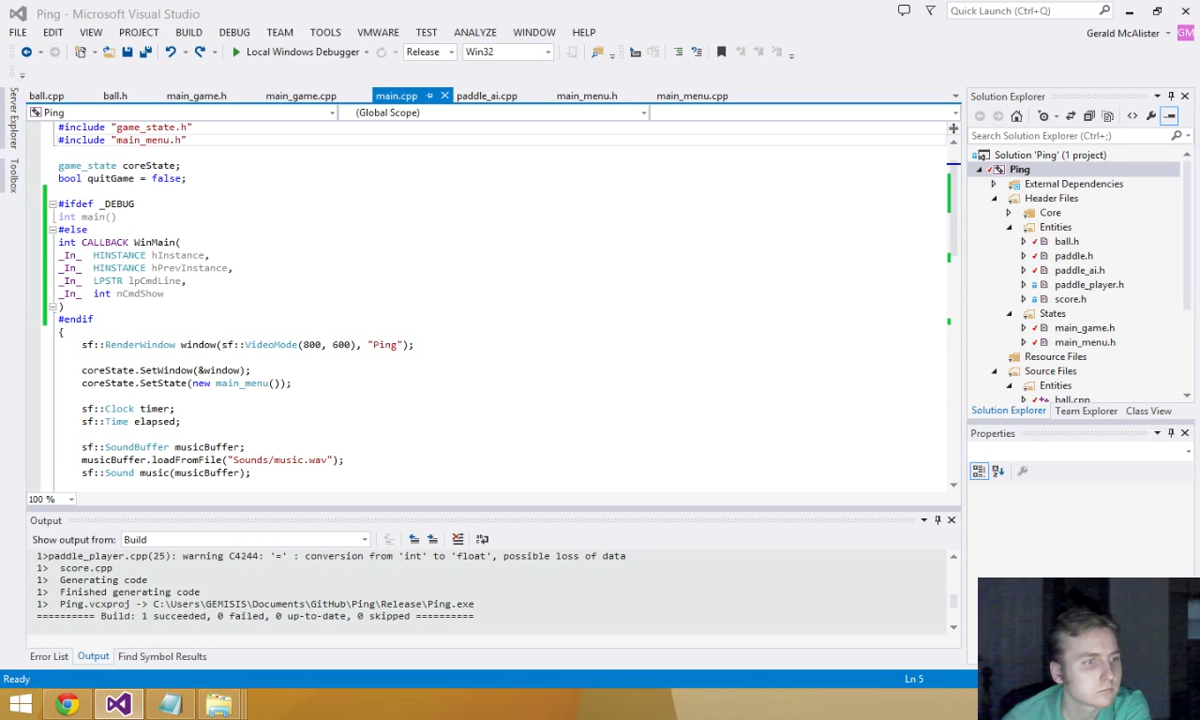 Ping - Microsoft Visual Studio
Quick Launch (Ctrl+Q)
FILE EDIT VIEW PROJECT BUILD DEBUG TEAM TOOLS VMWARE TEST ANALYZE WINDOW HELP
Gerald McAlister
GM
Local Windows Debugger
Release
Win32
Server Explorer
Toolbox
ball.cpp ball.h main_game.h main_game.cpp main.cpp paddle_ai.cpp main_menu.h main_menu.cpp
Ping
(Global Scope)
#include "game_state.h"
#include "main_menu.h"
game_state coreState;
bool quitGame = false;
#ifdef _DEBUG
int main()
#else
int CALLBACK WinMain(
_In_ HINSTANCE hInstance,
_In_ HINSTANCE hPrevInstance,
_In_ LPSTR lpCmdLine,
_In_ int nCmdShow
)
#endif
{
sf::RenderWindow window(sf::VideoMode(800, 600), "Ping");
coreState.SetWindow(&window);
coreState.SetState(new main_menu());
sf::Clock timer;
sf::Time elapsed;
sf::SoundBuffer musicBuffer;
musicBuffer.loadFromFile("Sounds/music.wav");
sf::Sound music(musicBuffer);
100 %
Solution Explorer
Search Solution Explorer (Ctrl+;)
Solution 'Ping' (1 project)
Ping
External Dependencies
Header Files
Core
Entities
ball.h
paddle.h
paddle_ai.h
paddle_player.h
score.h
States
main_game.h
main_menu.h
Resource Files
Source Files
Entities
ball.cpp
Solution Explorer Team Explorer Class View
Properties
Output
Show output from: Build
1>paddle_player.cpp(25): warning C4244: '=' : conversion from 'int' to 'float', possible loss of data
1> score.cpp
1> Generating code
1> Finished generating code
1> Ping.vcxproj -> C:\Users\GEMISIS\Documents\GitHub\Ping\Release\Ping.exe
========== Build: 1 succeeded, 0 failed, 0 up-to-date, 0 skipped ==========
Error List Output Find Symbol Results
Ready
Ln 5